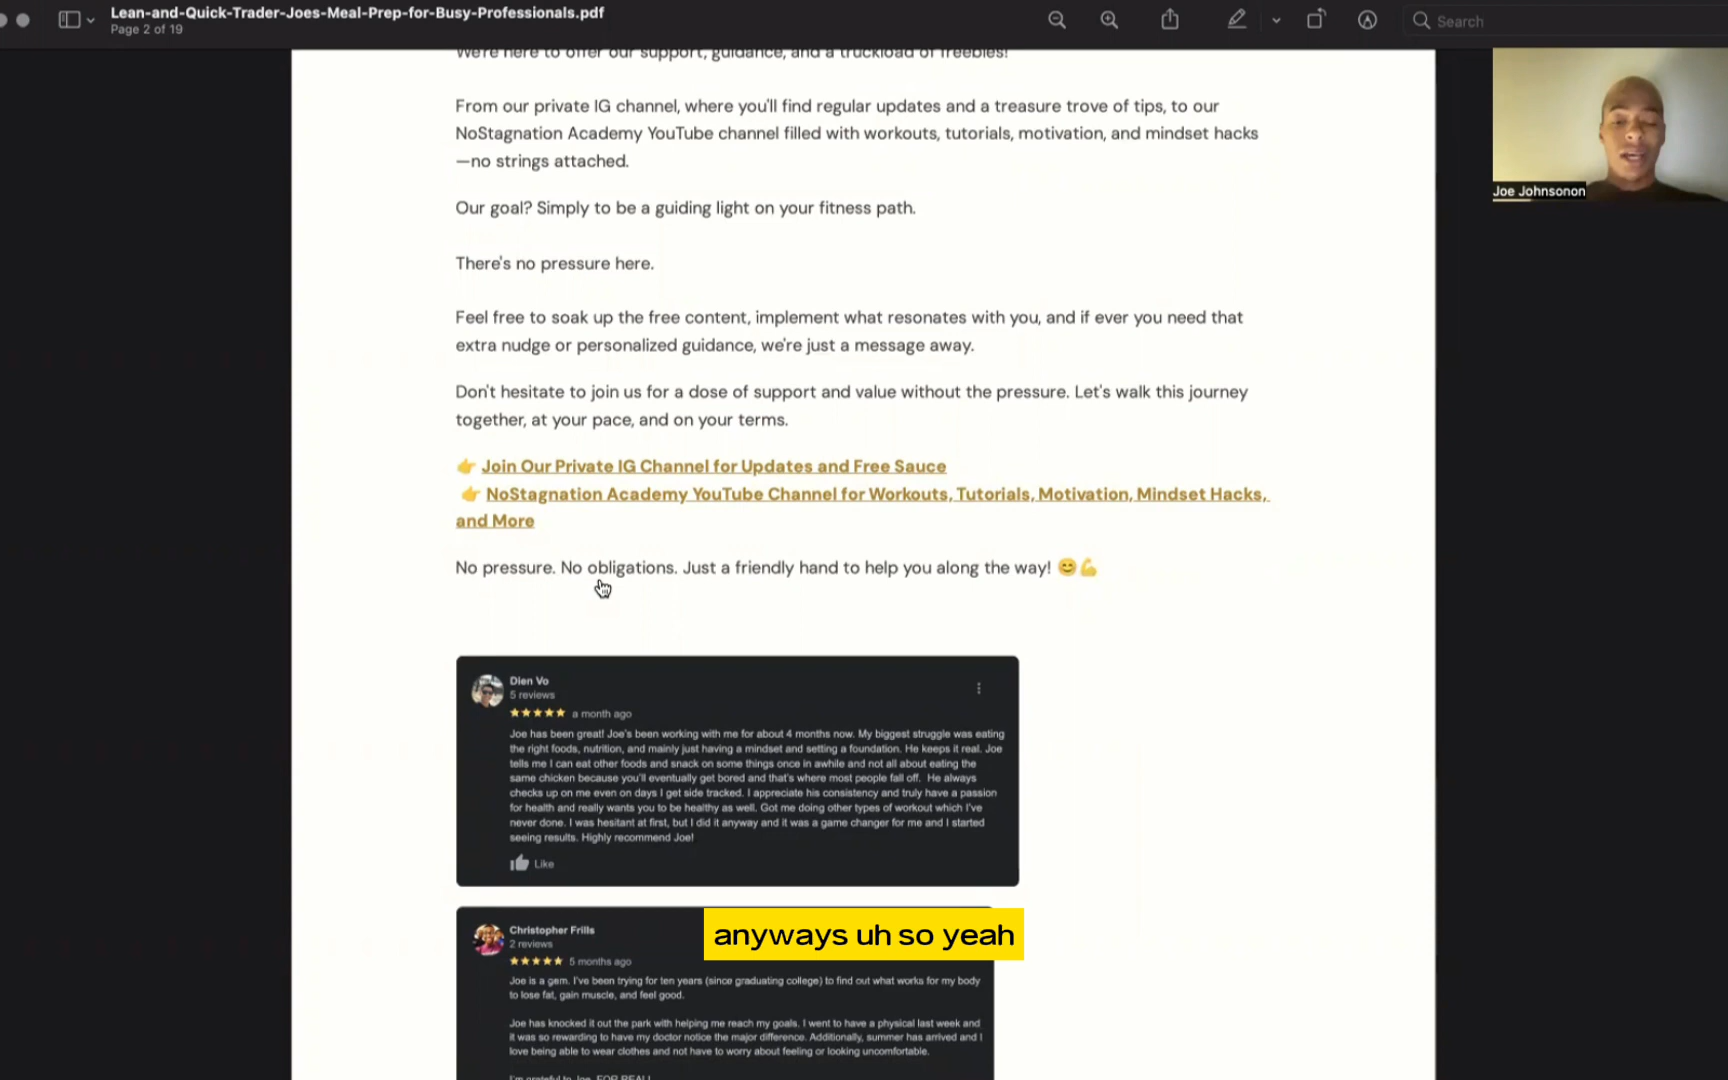 Lean-and-Quick-Trader-Joes-Meal-Prep-for-Busy-Professionals.pdf
Page 2 of 19
Search
We're here to offer our support, guidance, and a truckload of freebies!
From our private IG channel, where you'll find regular updates and a treasure trove of tips, to our
NoStagnation Academy YouTube channel filled with workouts, tutorials, motivation, and mindset hacks
—no strings attached.
Our goal? Simply to be a guiding light on your fitness path.
There's no pressure here.
Feel free to soak up the free content, implement what resonates with you, and if ever you need that
extra nudge or personalized guidance, we're just a message away.
Don't hesitate to join us for a dose of support and value without the pressure. Let's walk this journey
together, at your pace, and on your terms.
👉 Join Our Private IG Channel for Updates and Free Sauce
👉 NoStagnation Academy YouTube Channel for Workouts, Tutorials, Motivation, Mindset Hacks,
and More
No pressure. No obligations. Just a friendly hand to help you along the way! 😊💪
Joe Johnsonon
Dien Vo
5 reviews
★★★★★ a month ago
Joe has been great! Joe's been working with me for about 4 months now. My biggest struggle was eating
the right foods, nutrition, and mainly just having a mindset and setting a foundation. He keeps it real. Joe
tells me I can eat other foods and snack on some things once in awhile and not all about eating the
same chicken because you'll eventually get bored and that's where most people fall off. He always
checks up on me even on days I get side tracked. I appreciate his consistency and truly have a passion
for health and really wants you to be healthy as well. Got me doing other types of workout which I've
never done. I was hesitant at first, but I did it anyway and it was a game changer for me and I started
seeing results. Highly recommend Joe!
Like
Christopher Frills
2 reviews
★★★★★ 5 months ago
Joe is a gem. I've been trying for ten years (since graduating college) to find out what works for my body
to lose fat, gain muscle, and feel good.
Joe has knocked it out the park with helping me reach my goals. I went to have a physical last week and
it was so rewarding to have my doctor notice the major difference. Additionally, summer has arrived and I
love being able to wear clothes and not have to worry about feeling or looking uncomfortable.
I'm grateful to Joe, FOR REAL!
anyways uh so yeah